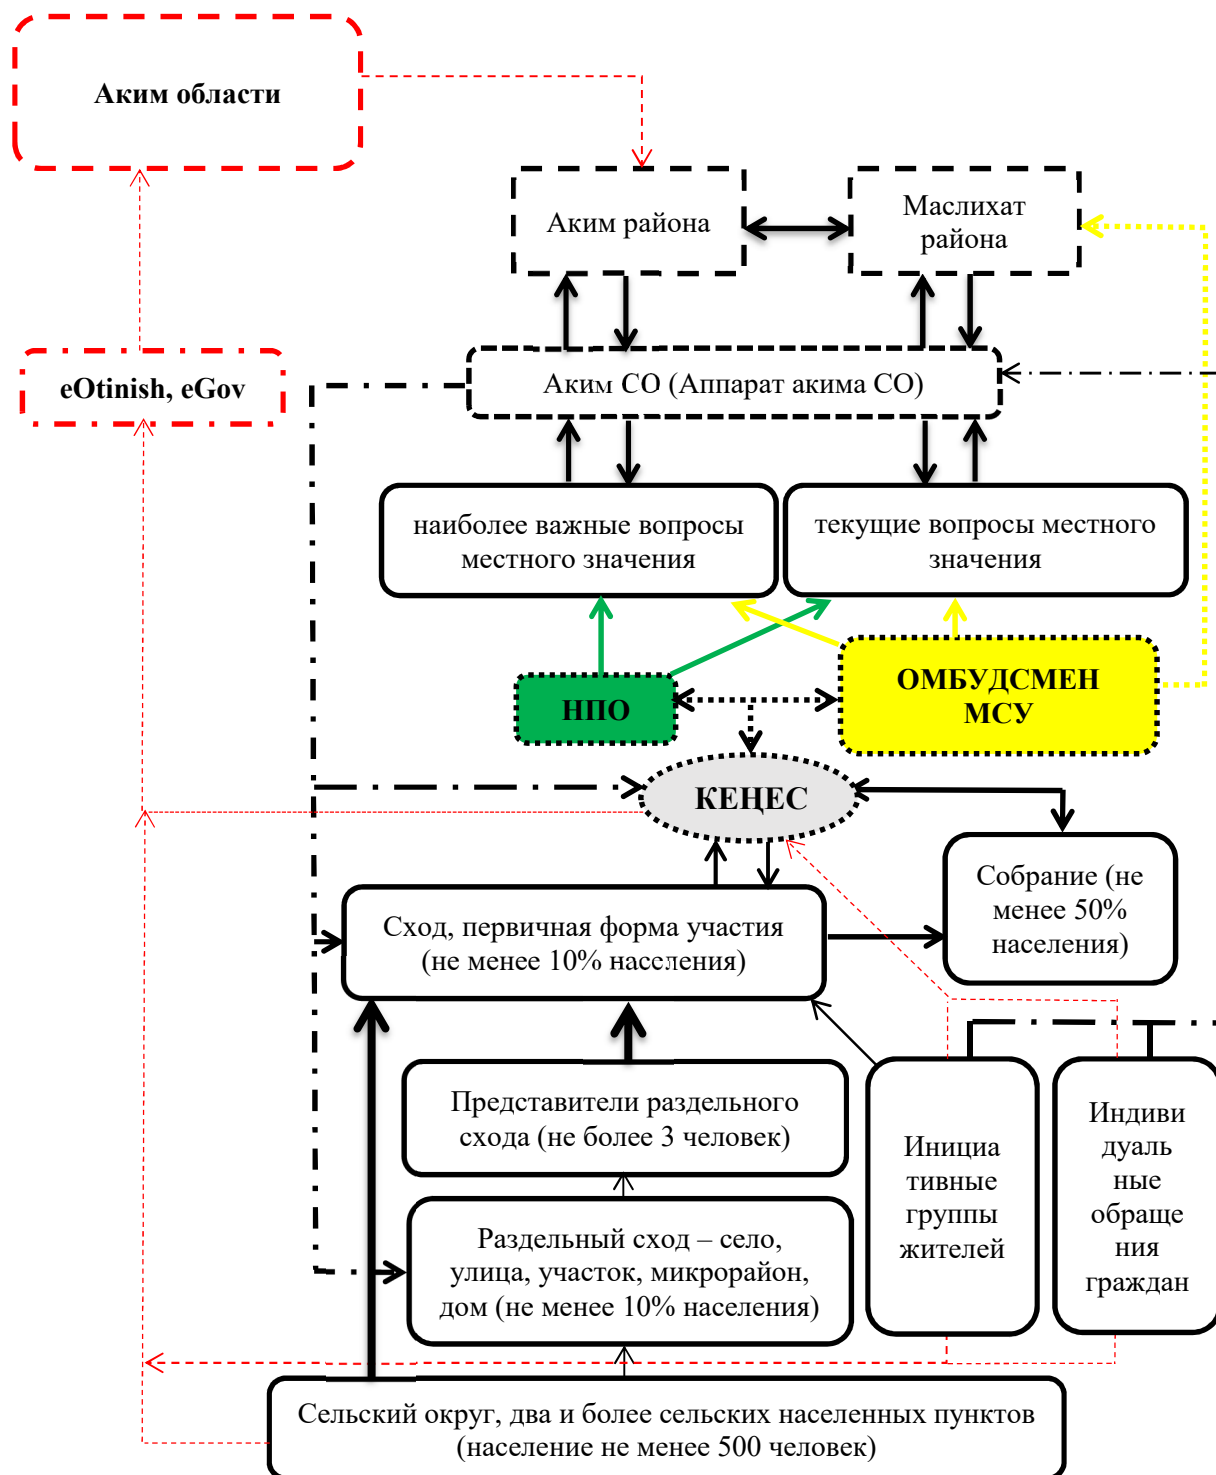 Аким области
Аким района
Маслихат
района
eOtinish, eGov
Аким СО (Аппарат акима СО)
наиболее важные вопросы
местного значения
текущие вопросы местного
значения
НПО
ОМБУДСМЕН
МСУ
КЕҢЕС
Собрание (не
менее 50%
населения)
Сход, первичная форма участия
(не менее 10% населения)
Представители раздельного
схода (не более 3 человек)
Инициа
тивные
группы
жителей
Индиви
дуаль
ные
обраще
ния
граждан
Раздельный сход – село,
улица, участок, микрорайон,
дом (не менее 10% населения)
Сельский округ, два и более сельских населенных пунктов
(население не менее 500 человек)